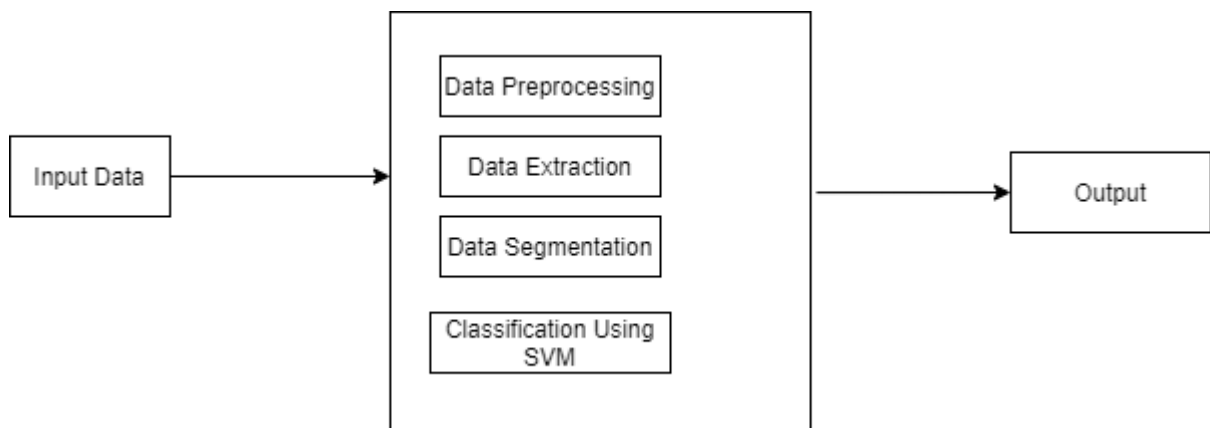 Data Preprocessing
Input Data
Data Extraction
Data Segmentation
Classification Using
SVM
Output